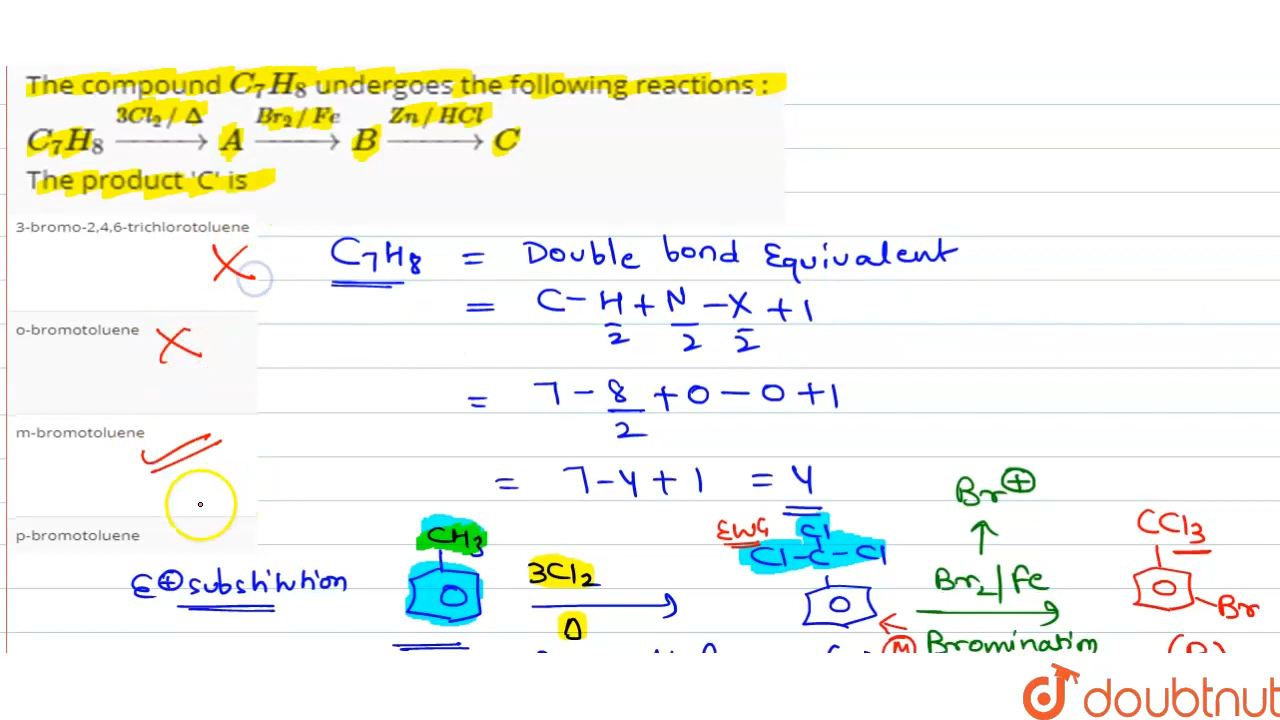 The compound C₇H₈ undergoes the following reactions :
3Cl₂ / Δ Br₂ / Fe Zn / HCl
C₇H₈ ⟶ A ⟶ B ⟶ C
The product 'C' is
3-bromo-2,4,6-trichlorotoluene
o-bromotoluene
m-bromotoluene
p-bromotoluene
C₇H₈ = Double bond Equivalent
= C - H/2 + N/2 - X/2 + 1
= 7 - 8/2 + 0 - 0 + 1
= 7 - 4 + 1 = 4
E⊕ substitution
CH₃
3Cl₂
Δ
EWG
Cl
Cl-C-Cl
Br⊕
Br₂/Fe
Bromination
CCl₃
Br
(M)
(B)
doubtnut